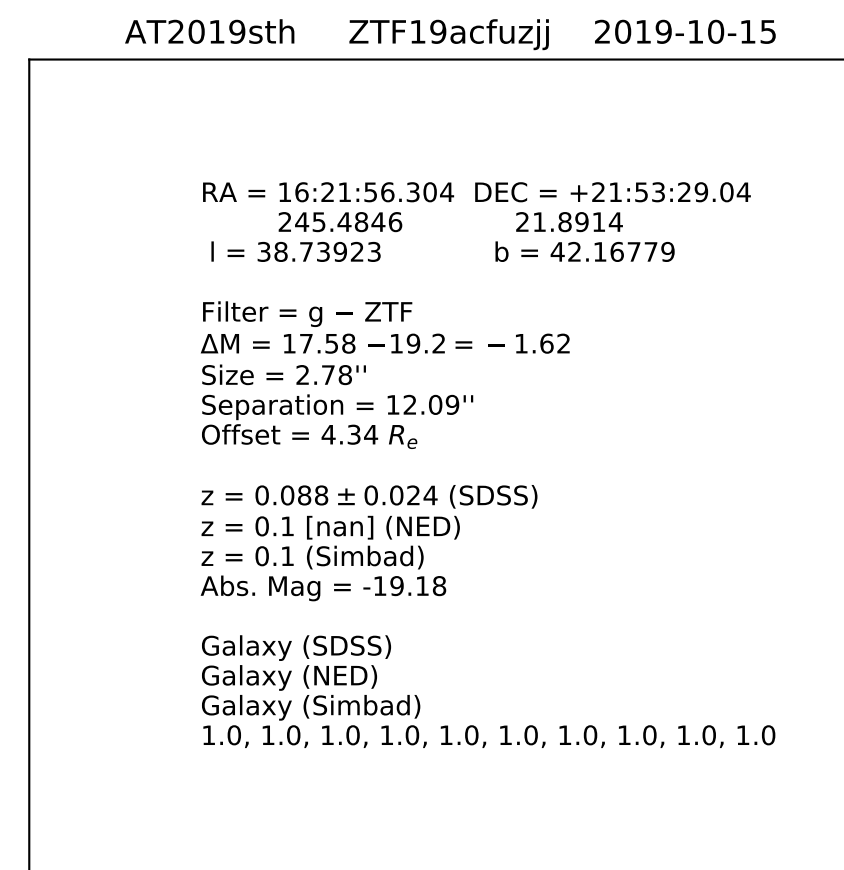 AT2019sth ZTF19acfuzjj 2019-10-15
RA = 16:21:56.304 DEC = +21:53:29.04
245.4846 21.8914
l = 38.73923 b = 42.16779
Filter = g − ZTF
ΔM = 17.58 −19.2 = − 1.62
Size = 2.78''
Separation = 12.09''
Offset = 4.34 Rₑ
z = 0.088 ± 0.024 (SDSS)
z = 0.1 [nan] (NED)
z = 0.1 (Simbad)
Abs. Mag = -19.18
Galaxy (SDSS)
Galaxy (NED)
Galaxy (Simbad)
1.0, 1.0, 1.0, 1.0, 1.0, 1.0, 1.0, 1.0, 1.0, 1.0